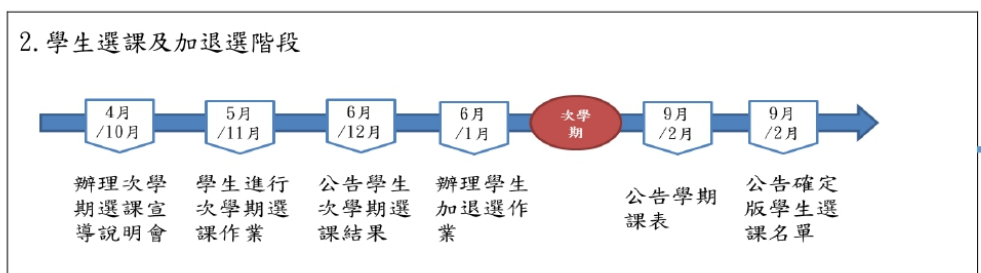 2.學生選課及加退選階段
4月
/10月
5月
/11月
6月
/12月
6月
/1月
次學
期
9月
/2月
9月
/2月
辦理次學
期選課宣
導說明會
學生進行
次學期選
課作業
公告學生
次學期選
課結果
辦理學生
加退選作
業
公告學期
課表
公告確定
版學生選
課名單